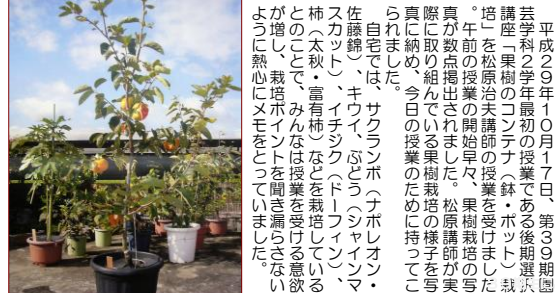 平成２９年１０月１７日、第３９期園
芸学科２学年最初の授業である後期選択
講座「果樹のコンテナ（鉢・ポット）栽
培」を松原治夫講師の授業を受けました
。午前の授業の開始早々、果樹栽培の写
真が数点掲出されました。松原講師が実
際に取り組んでいる果樹栽培の様子を写
真に納め、今日の授業のために持ってこ
られました。
自宅では、サクランボ（ナポレオン・
佐藤錦）、キウイ、ぶどう（シャインマ
スカット）、イチジク（ドーフィン）、
柿（太秋・富有柿）などを栽培している
とのことで、みんなは授業を受ける意欲
が増し、栽培ポイントを聞き漏らさない
ように熱心にメモをとっていました。